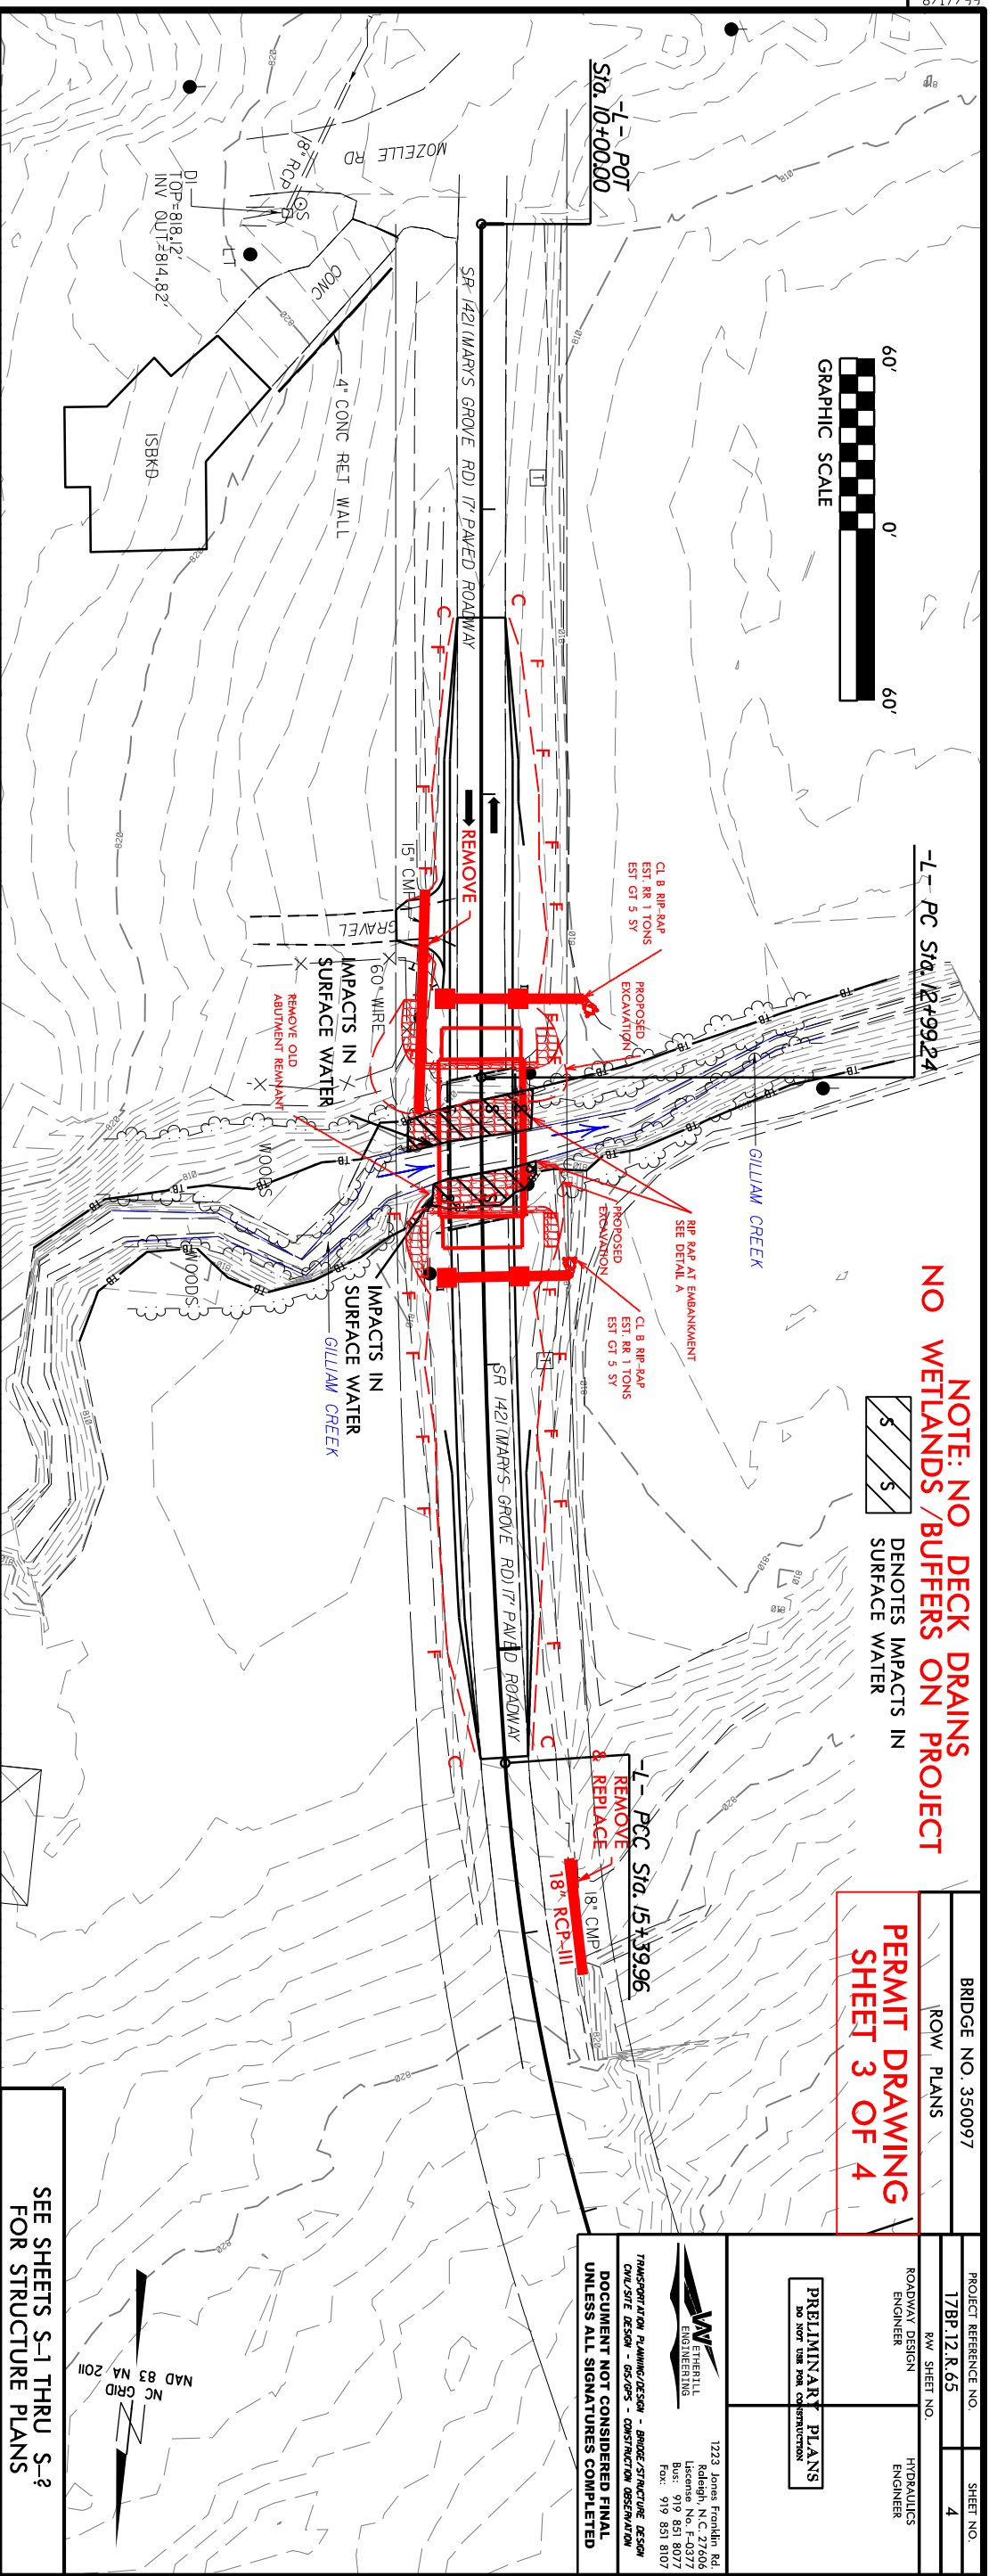 8/17/99
BRIDGE NO. 350097
ROW PLANS
PERMIT DRAWING
SHEET 3 OF 4
PROJECT REFERENCE NO.
SHEET NO.
17BP.12.R.65
4
R/W SHEET NO.
ROADWAY DESIGN
ENGINEER
HYDRAULICS
ENGINEER
PRELIMINARY PLANS
DO NOT USE FOR CONSTRUCTION
WETHERILL
ENGINEERING
1223 Jones Franklin Rd.
Raleigh, N.C. 27606
Liscense No. F-0377
Bus: 919 851 8077
Fax: 919 851 8107
TRANSPORTATION PLANNING/DESIGN - BRIDGE/STRUCTURE DESIGN
CIVIL/SITE DESIGN - GIS/GPS - CONSTRUCTION OBSERVATION
DOCUMENT NOT CONSIDERED FINAL
UNLESS ALL SIGNATURES COMPLETED
NOTE: NO DECK DRAINS
NO WETLANDS /BUFFERS ON PROJECT
S S
DENOTES IMPACTS IN
SURFACE WATER
60'
0'
60'
GRAPHIC SCALE
-L- POT
Sta. 10+00.00
-L- PC Sta. 12+99.24
-L- PCC Sta. 15+39.96
MOZELLE RD
18" RCP
S
DI
TOP=818.12'
INV OUT=814.82'
LT
CONC
4" CONC RET WALL
1SBKD
SR 1421 (MARYS GROVE RD) 17' PAVED ROADWAY
SR 1421 (MARYS GROVE RD) 17' PAVED ROADWAY
T
T
REMOVE
15" CMP
GRAVEL
60" WIRE
IMPACTS IN
SURFACE WATER
REMOVE OLD
ABUTMENT REMNANT
CL B RIP-RAP
EST. RR 1 TONS
EST GT 5 SY
PROPOSED
EXCAVATION
GILLIAM CREEK
RIP RAP AT EMBANKMENT
SEE DETAIL A
PROPOSED
EXCAVATION
CL B RIP-RAP
EST. RR 1 TONS
EST GT 5 SY
IMPACTS IN
SURFACE WATER
GILLIAM CREEK
WOODS
WOODS
REMOVE
& REPLACE
18" CMP
18" RCP-III
NAD 83 NA 2011
NC GRID
SEE SHEETS S-1 THRU S-?
FOR STRUCTURE PLANS